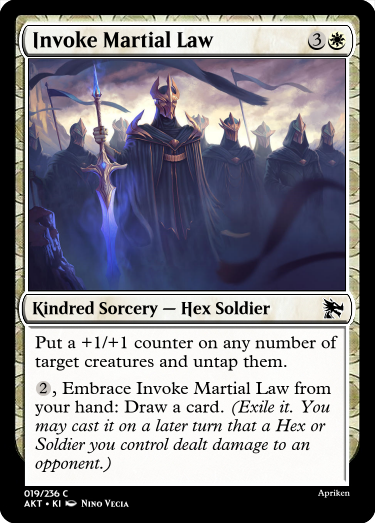 Invoke Martial Law 3
Kindred Sorcery — Hex Soldier
Put a +1/+1 counter on any number of
target creatures and untap them.
2, Embrace Invoke Martial Law from
your hand: Draw a card. (Exile it. You
may cast it on a later turn that a Hex or
Soldier you control dealt damage to an
opponent.)
019/236 C Apriken
AKT • KI Nino Vecia